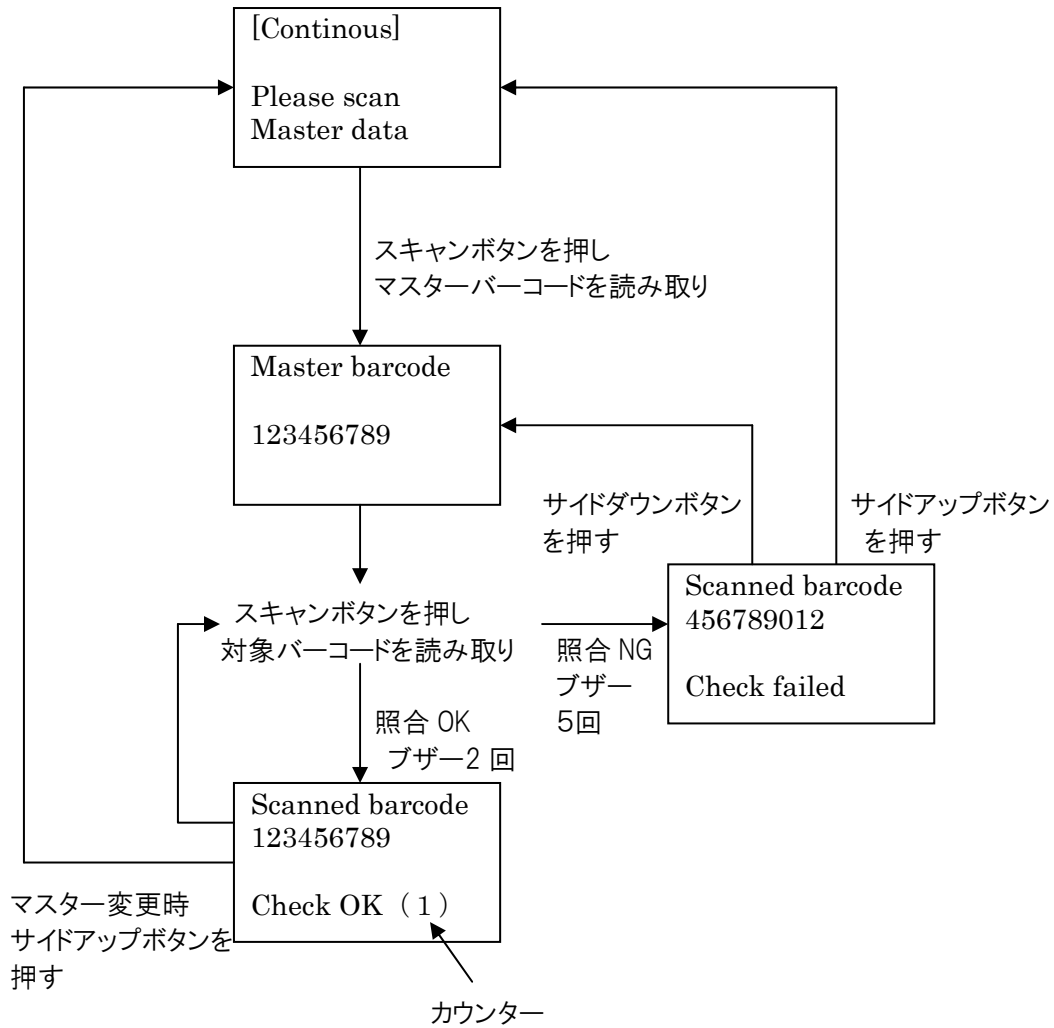 [Continous]
Please scan
Master data
スキャンボタンを押し
マスターバーコードを読み取り
Master barcode
123456789
サイドダウンボタン
を押す
サイドアップボタン
を押す
スキャンボタンを押し
対象バーコードを読み取り
照合 NG
ブザー
5回
Scanned barcode
456789012
Check failed
照合 OK
ブザー2 回
Scanned barcode
123456789
Check OK（1）
マスター変更時
サイドアップボタンを
押す
カウンター